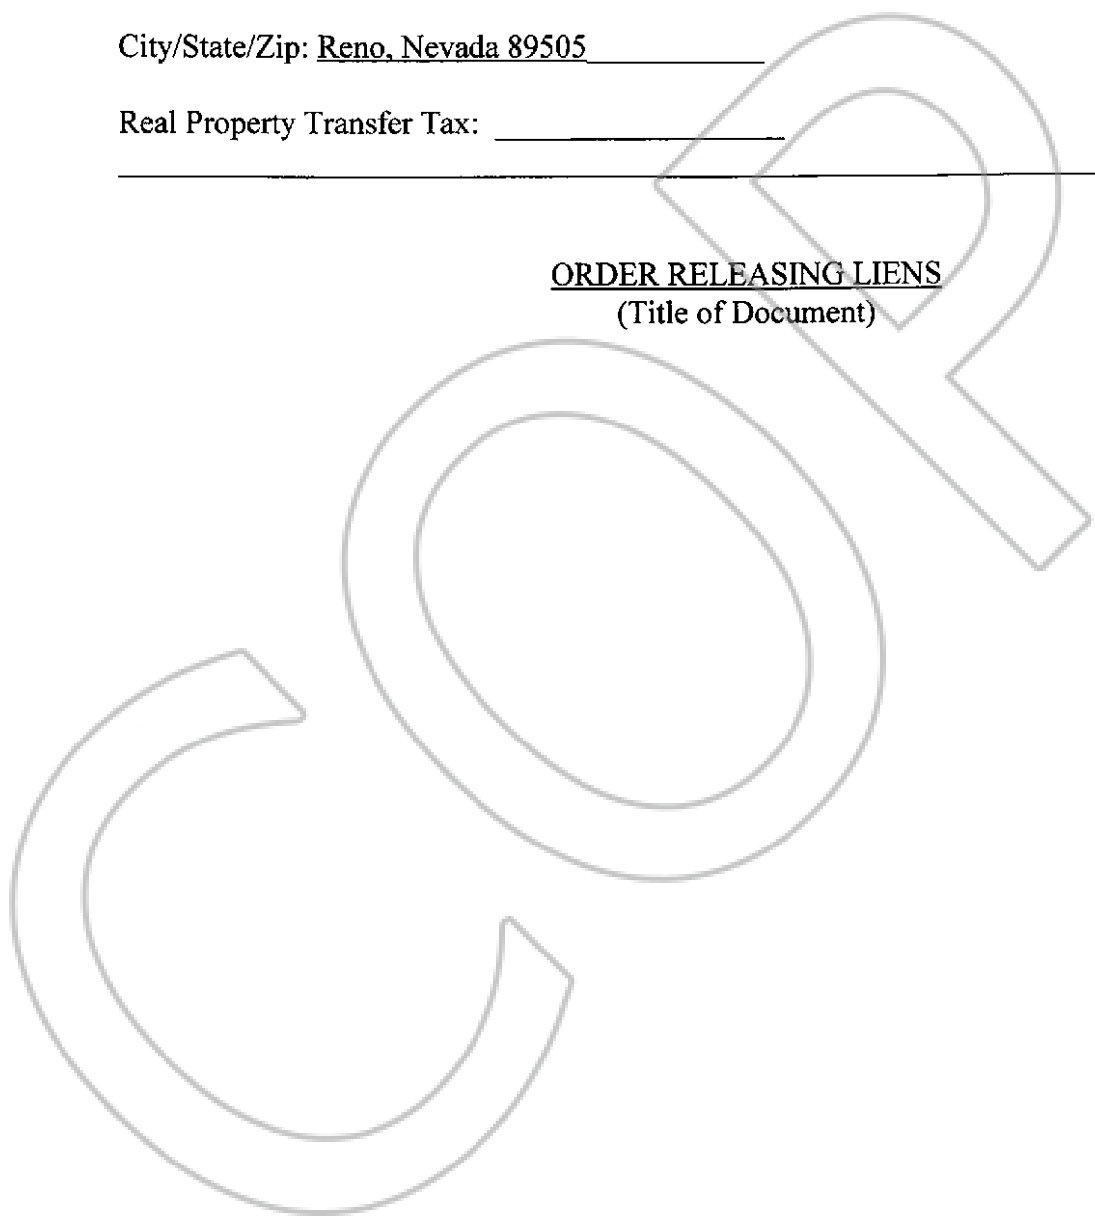 City/State/Zip: Reno, Nevada 89505
Real Property Transfer Tax:
ORDER RELEASING LIENS
(Title of Document)
COP